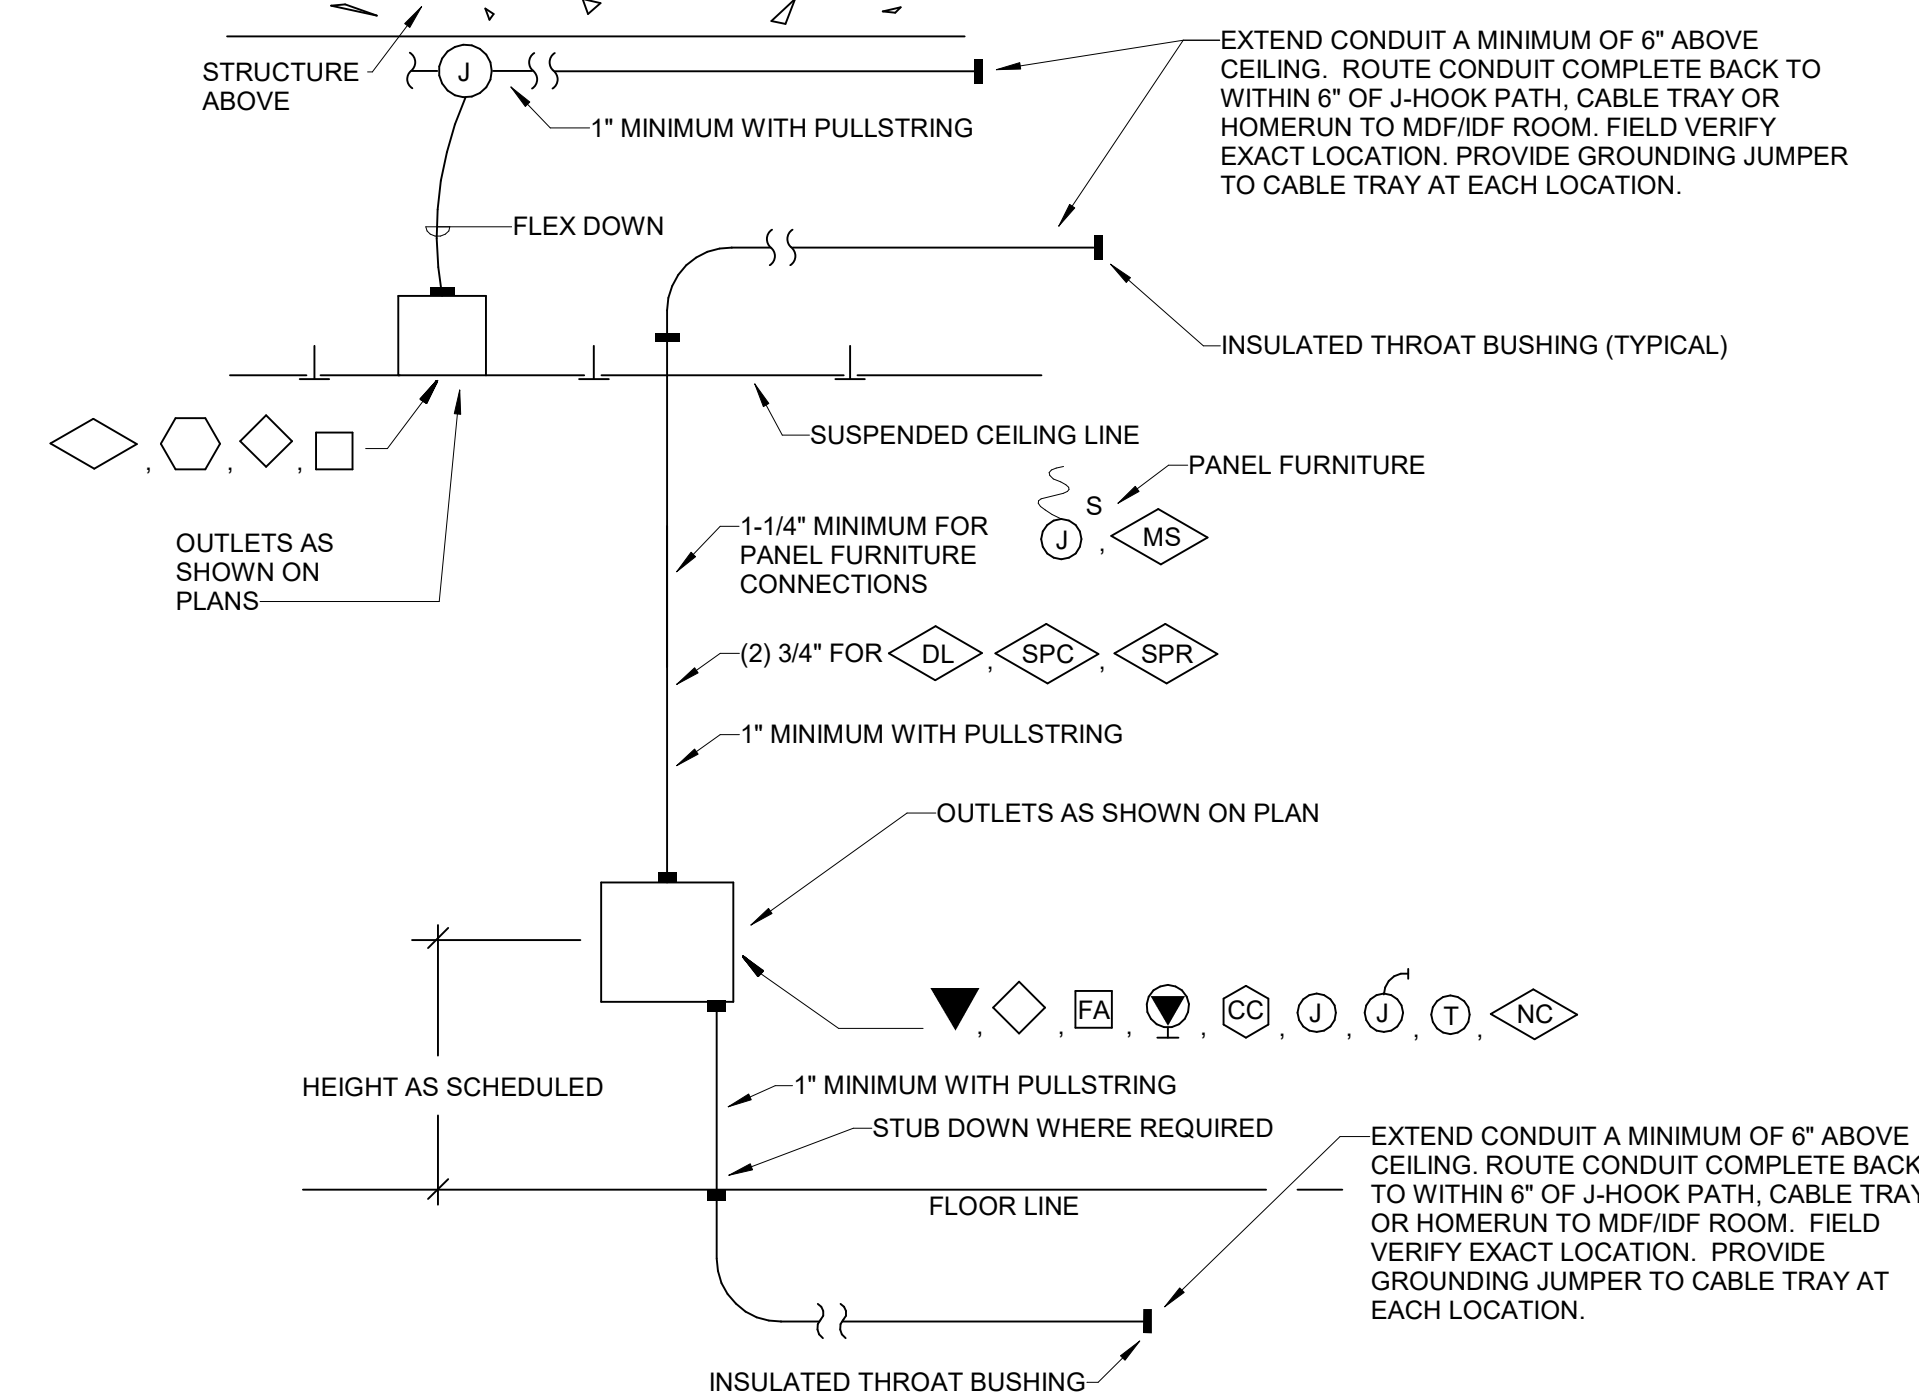 EXTEND CONDUIT A MINIMUM OF 6" ABOVE
CEILING. ROUTE CONDUIT COMPLETE BACK TO
WITHIN 6" OF J-HOOK PATH, CABLE TRAY OR
HOMERUN TO MDF/IDF ROOM. FIELD VERIFY
EXACT LOCATION. PROVIDE GROUNDING JUMPER
TO CABLE TRAY AT EACH LOCATION.
STRUCTURE
ABOVE
J
1" MINIMUM WITH PULLSTRING
FLEX DOWN
INSULATED THROAT BUSHING (TYPICAL)
SUSPENDED CEILING LINE
, , ,
PANEL FURNITURE
S
J , MS
OUTLETS AS
SHOWN ON
PLANS
1-1/4" MINIMUM FOR
PANEL FURNITURE
CONNECTIONS
(2) 3/4" FOR DL , SPC , SPR
1" MINIMUM WITH PULLSTRING
OUTLETS AS SHOWN ON PLAN
, , FA , , CC , J , J , T , NC
HEIGHT AS SCHEDULED
1" MINIMUM WITH PULLSTRING
STUB DOWN WHERE REQUIRED
FLOOR LINE
EXTEND CONDUIT A MINIMUM OF 6" ABOVE
CEILING. ROUTE CONDUIT COMPLETE BACK
TO WITHIN 6" OF J-HOOK PATH, CABLE TRAY
OR HOMERUN TO MDF/IDF ROOM. FIELD
VERIFY EXACT LOCATION. PROVIDE
GROUNDING JUMPER TO CABLE TRAY AT
EACH LOCATION.
INSULATED THROAT BUSHING